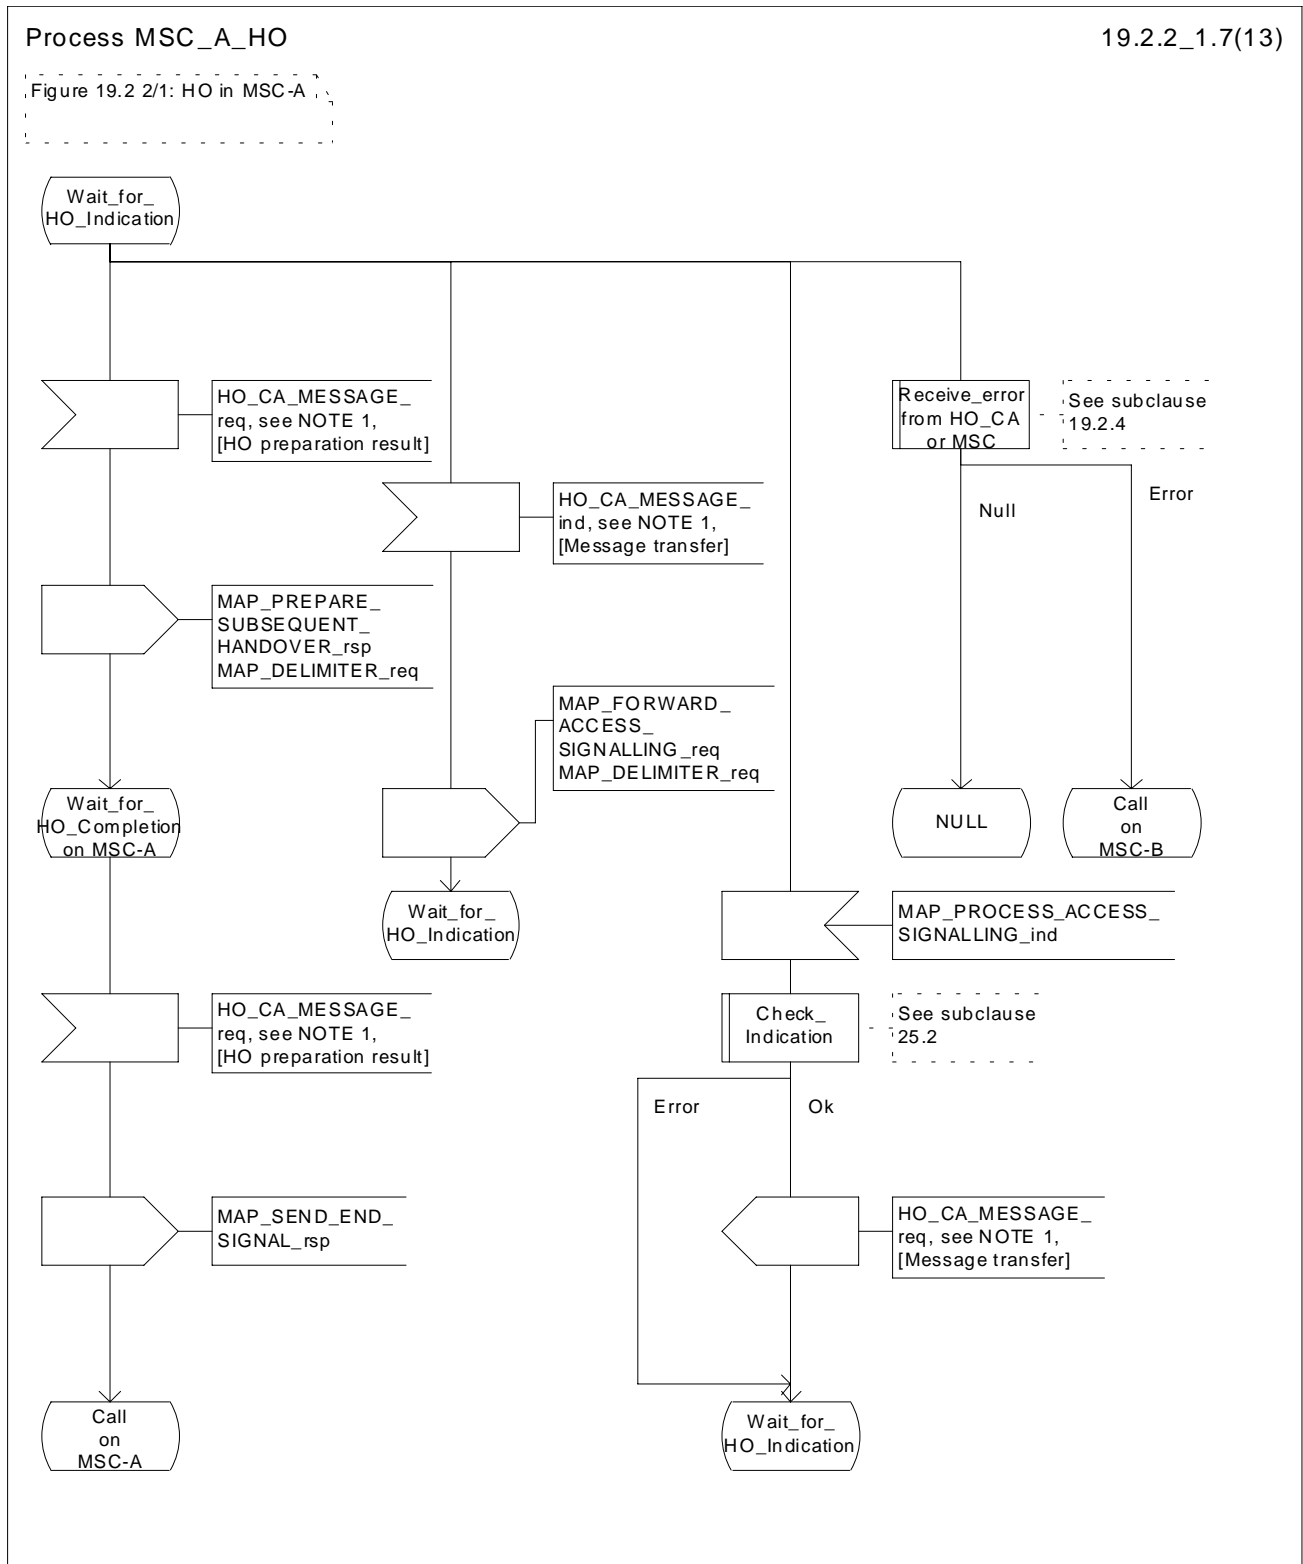 Process MSC_A_HO
19.2.2_1.7(13)
Figure 19.2 2/1: HO in MSC-A
Wait_for_
HO_Indication
HO_CA_MESSAGE_
req, see NOTE 1,
[HO preparation result]
Receive_error
from HO_CA
or MSC
See subclause
19.2.4
HO_CA_MESSAGE_
ind, see NOTE 1,
[Message transfer]
Null
Error
MAP_PREPARE_
SUBSEQUENT_
HANDOVER_rsp
MAP_DELIMITER_req
MAP_FORWARD_
ACCESS_
SIGNALLING_req
MAP_DELIMITER_req
Wait_for_
HO_Completion
on MSC-A
NULL
Call
on
MSC-B
Wait_for_
HO_Indication
MAP_PROCESS_ACCESS_
SIGNALLING_ind
HO_CA_MESSAGE_
req, see NOTE 1,
[HO preparation result]
Check_
Indication
See subclause
25.2
Error
Ok
MAP_SEND_END_
SIGNAL_rsp
HO_CA_MESSAGE_
req, see NOTE 1,
[Message transfer]
Call
on
MSC-A
Wait_for_
HO_Indication